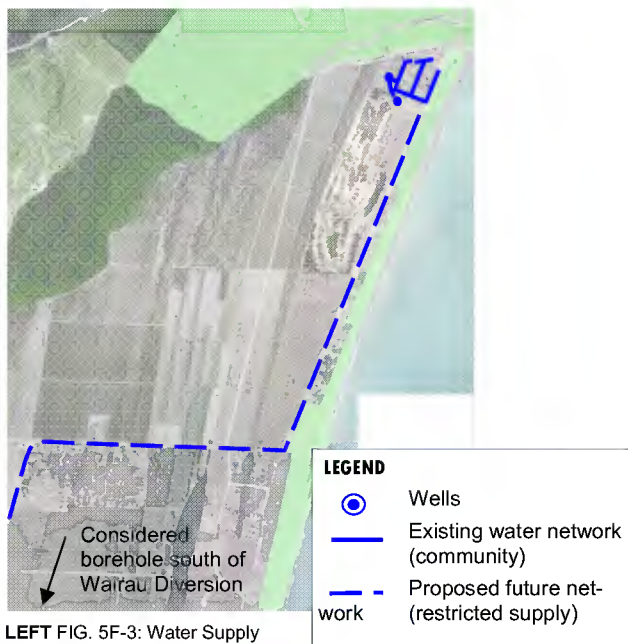 Considered
borehole south of
Wairau Diversion
LEFT FIG. 5F-3: Water Supply
LEGEND
Wells
Existing water network
(community)
Proposed future net-
work (restricted supply)